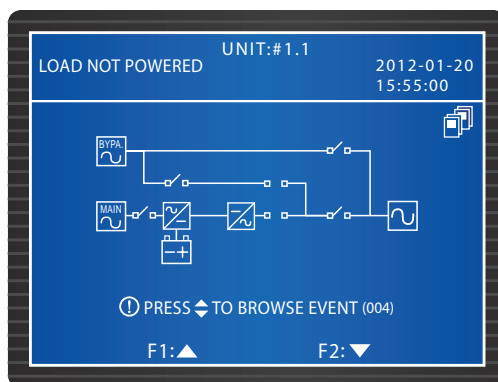 UNIT:#1.1
LOAD NOT POWERED
2012-01-20
15:55:00
BYPA.
MAIN
PRESS TO BROWSE EVENT (004)
F1: F2: